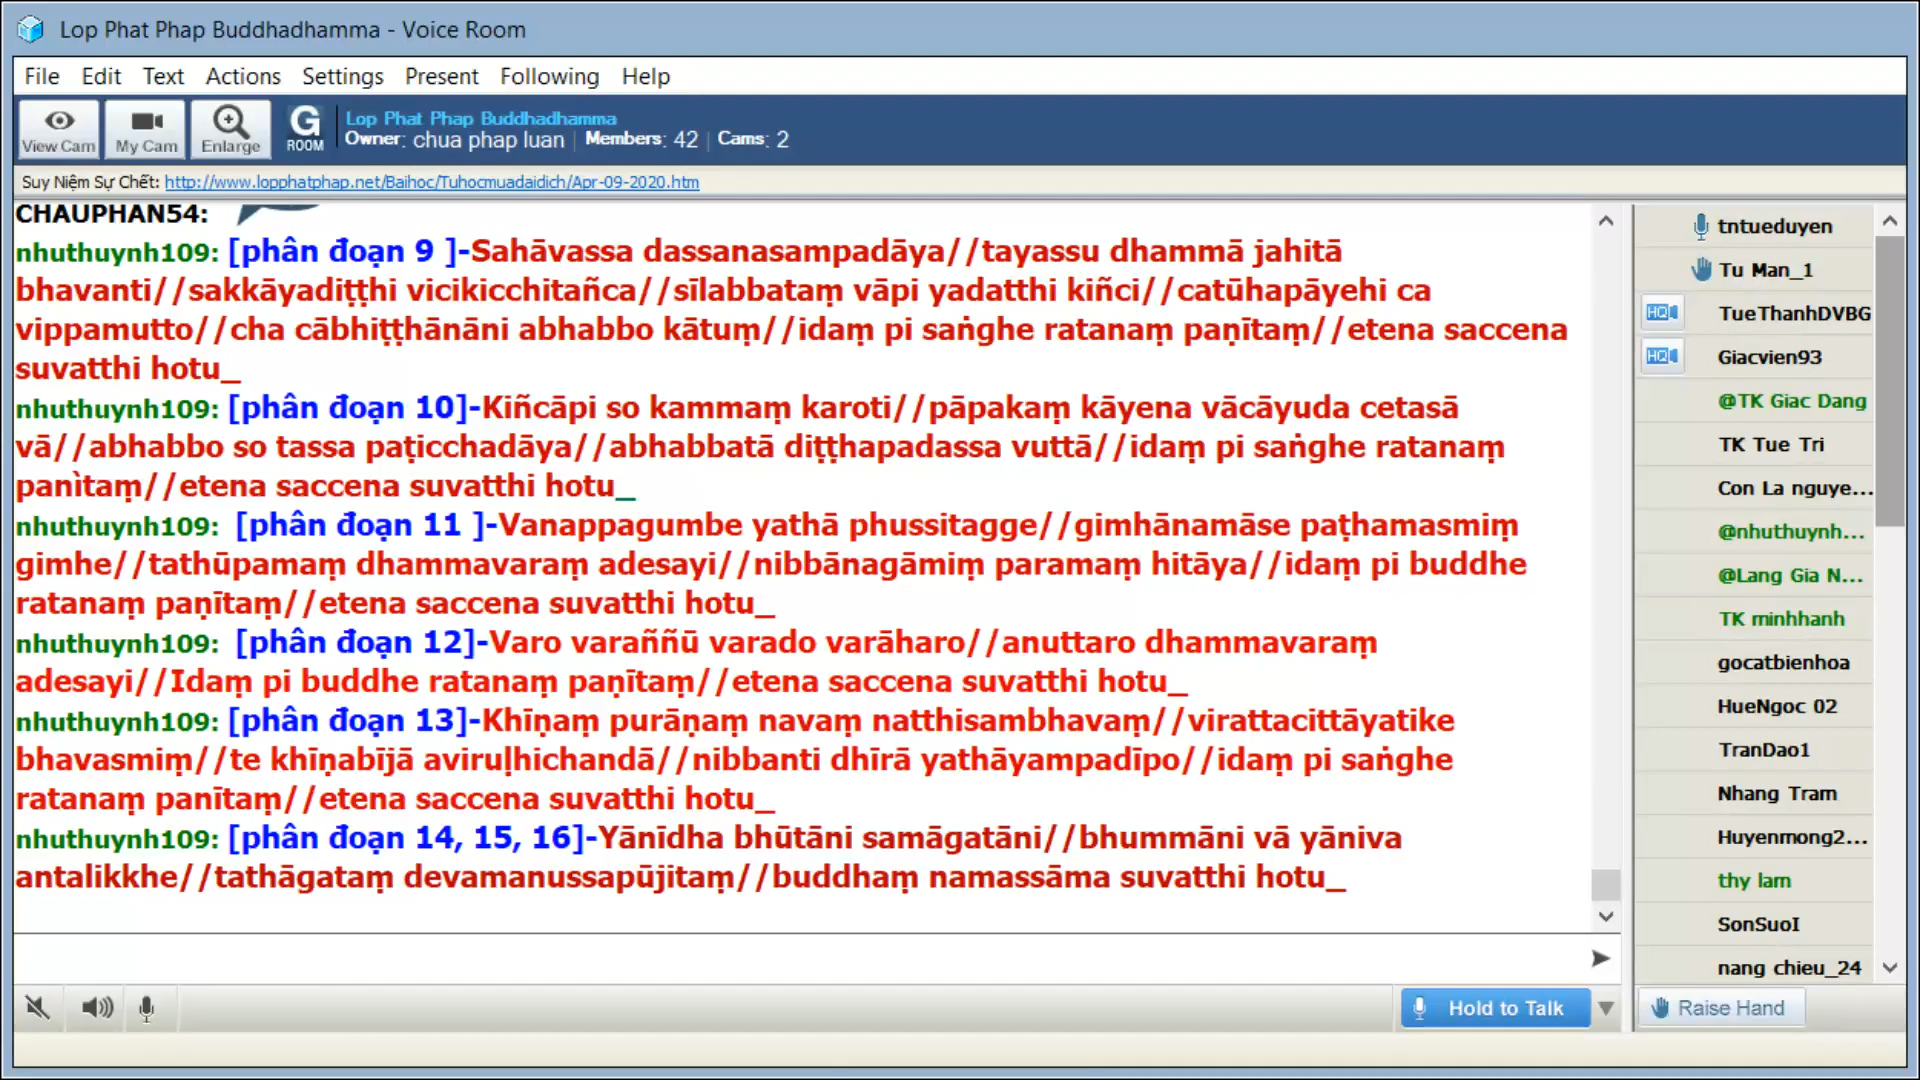 Lop Phat Phap Buddhadhamma - Voice Room
File Edit Text Actions Settings Present Following Help
View Cam My Cam Enlarge G ROOM
Lop Phat Phap Buddhadhamma
Owner: chua phap luan | Members: 42 | Cams: 2
Suy Niệm Sự Chết: http://www.lopphatphap.net/Baihoc/Tuhocmuadaidich/Apr-09-2020.htm
CHAUPHAN54:
nhuthuynh109: [phân đoạn 9 ]-Sahāvassa dassanasampadāya//tayassu dhammā jahitā
bhavanti//sakkāyadiṭṭhi vicikicchitañca//sīlabbataṃ vāpi yadatthi kiñci//catūhapāyehi ca
vippamutto//cha cābhiṭṭhānāni abhabbo kātuṃ//idaṃ pi saṅghe ratanaṃ paṇītaṃ//etena saccena
suvatthi hotu_
nhuthuynh109: [phân đoạn 10]-Kiñcāpi so kammaṃ karoti//pāpakaṃ kāyena vācāyuda cetasā
vā//abhabbo so tassa paṭicchadāya//abhabbatā diṭṭhapadassa vuttā//idaṃ pi saṅghe ratanaṃ
panìtaṃ//etena saccena suvatthi hotu_
nhuthuynh109: [phân đoạn 11 ]-Vanappagumbe yathā phussitagge//gimhānamāse paṭhamasmiṃ
gimhe//tathūpamaṃ dhammavaraṃ adesayi//nibbānagāmiṃ paramaṃ hitāya//idaṃ pi buddhe
ratanaṃ paṇītaṃ//etena saccena suvatthi hotu_
nhuthuynh109: [phân đoạn 12]-Varo varaññū varado varāharo//anuttaro dhammavaraṃ
adesayi//Idaṃ pi buddhe ratanaṃ paṇītaṃ//etena saccena suvatthi hotu_
nhuthuynh109: [phân đoạn 13]-Khīṇaṃ purāṇaṃ navaṃ natthisambhavaṃ//virattacittāyatike
bhavasmiṃ//te khīṇabījā aviruḷhichandā//nibbanti dhīrā yathāyampadīpo//idaṃ pi saṅghe
ratanaṃ panītaṃ//etena saccena suvatthi hotu_
nhuthuynh109: [phân đoạn 14, 15, 16]-Yānīdha bhūtāni samāgatāni//bhummāni vā yāniva
antalikkhe//tathāgataṃ devamanussapūjitaṃ//buddhaṃ namassāma suvatthi hotu_
tntueduyen
Tu Man_1
HQ TueThanhDVBG
HQ Giacvien93
@TK Giac Dang
TK Tue Tri
Con La nguye...
@nhuthuynh...
@Lang Gia N...
TK minhhanh
gocatbienhoa
HueNgoc 02
TranDao1
Nhang Tram
Huyenmong2...
thy lam
SonSuoI
nang chieu_24
Hold to Talk
Raise Hand